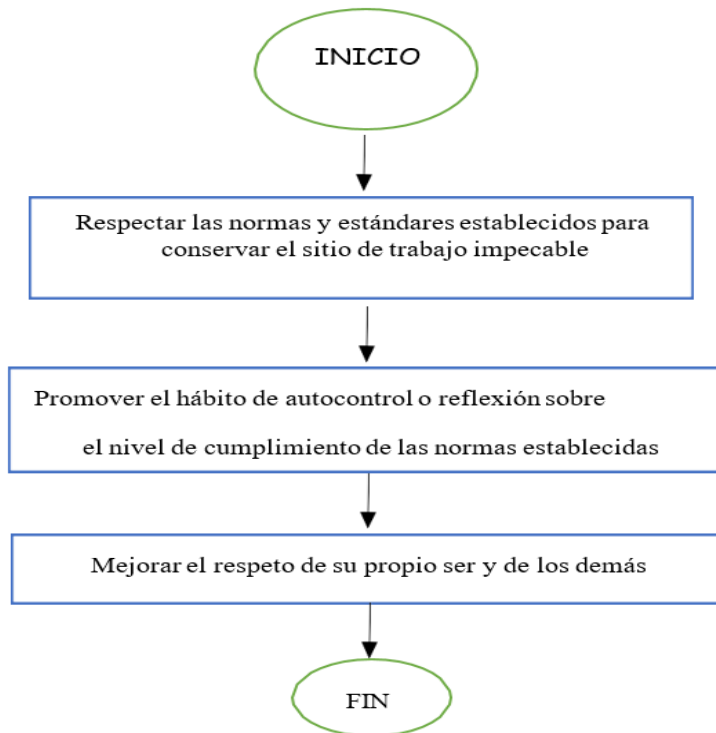 INICIO
Respectar las normas y estándares establecidos para
conservar el sitio de trabajo impecable
Promover el hábito de autocontrol o reflexión sobre
el nivel de cumplimiento de las normas establecidas
Mejorar el respeto de su propio ser y de los demás
FIN